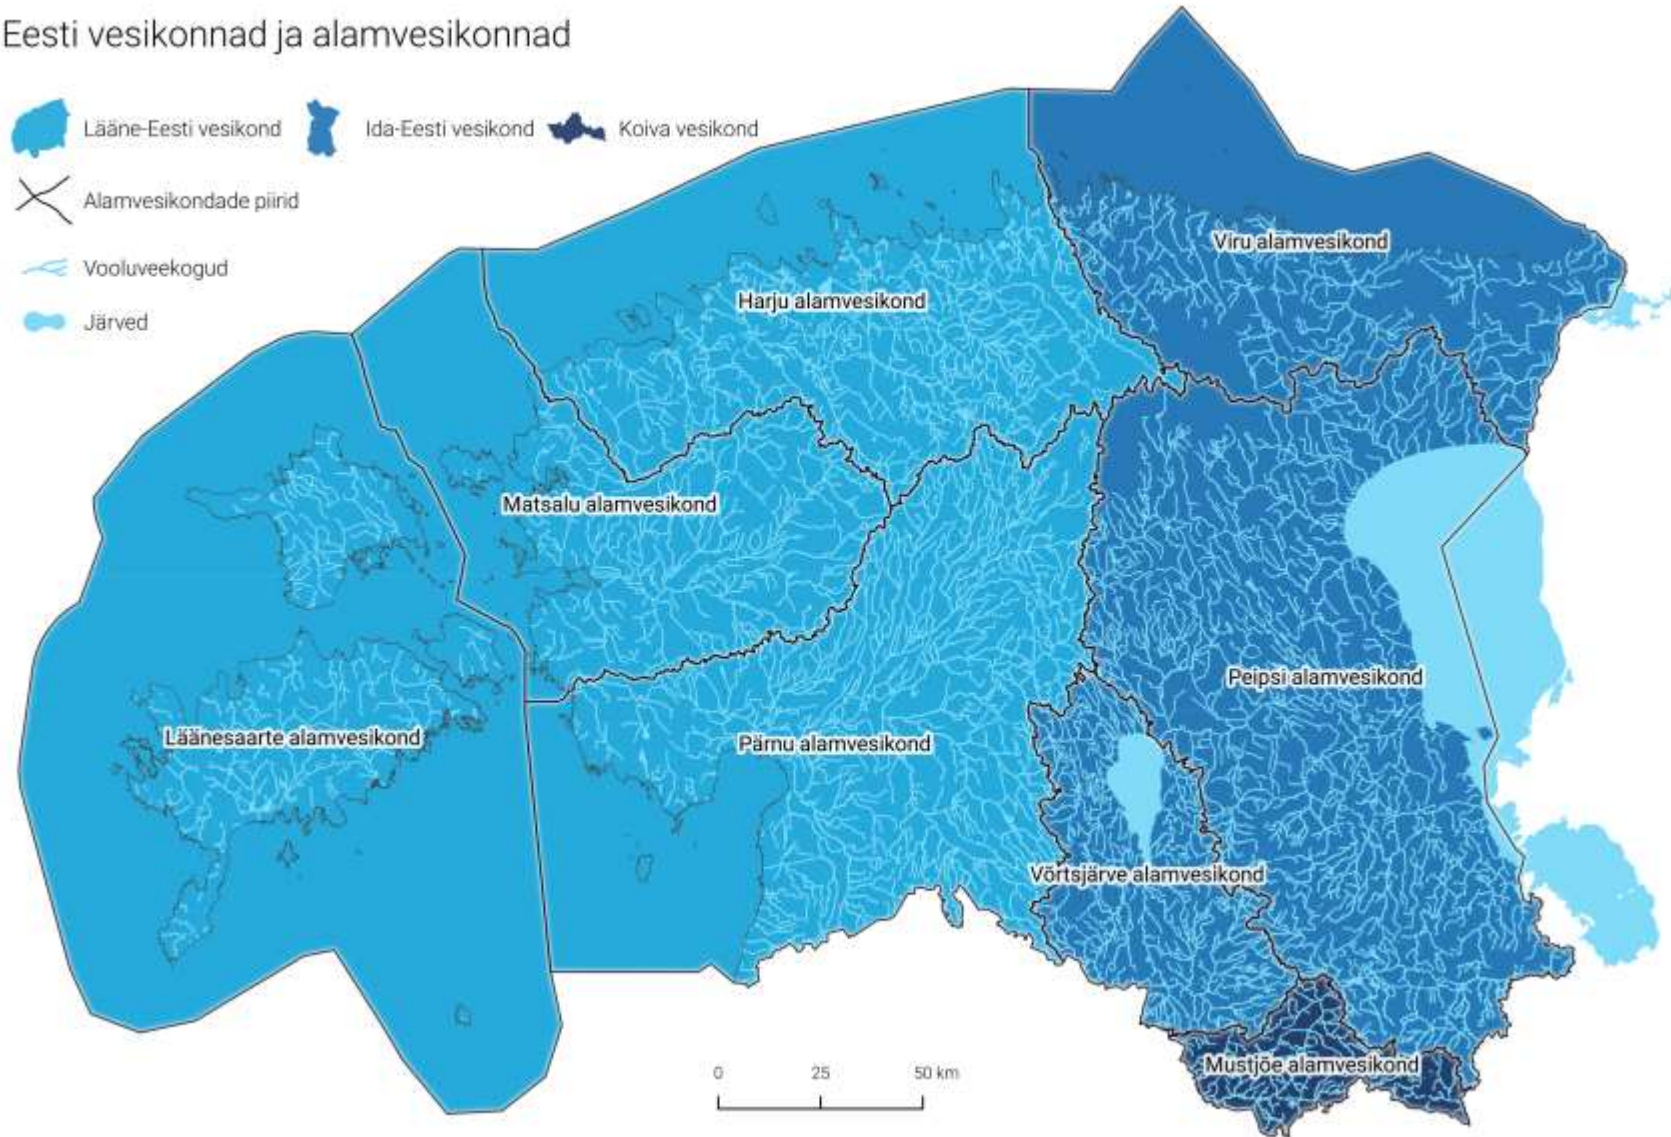 Eesti vesikonnad ja alamvesikonnad
Lääne-Eesti vesikond
Ida-Eesti vesikond
Koiva vesikond
Alamvesikondade piirid
Vooluveekogud
Järved
Viru alamvesikond
Harju alamvesikond
Matsalu alamvesikond
Peipsi alamvesikond
Läänesaarte alamvesikond
Pärnu alamvesikond
Võrtsjärve alamvesikond
Mustjõe alamvesikond
0 25 50 km